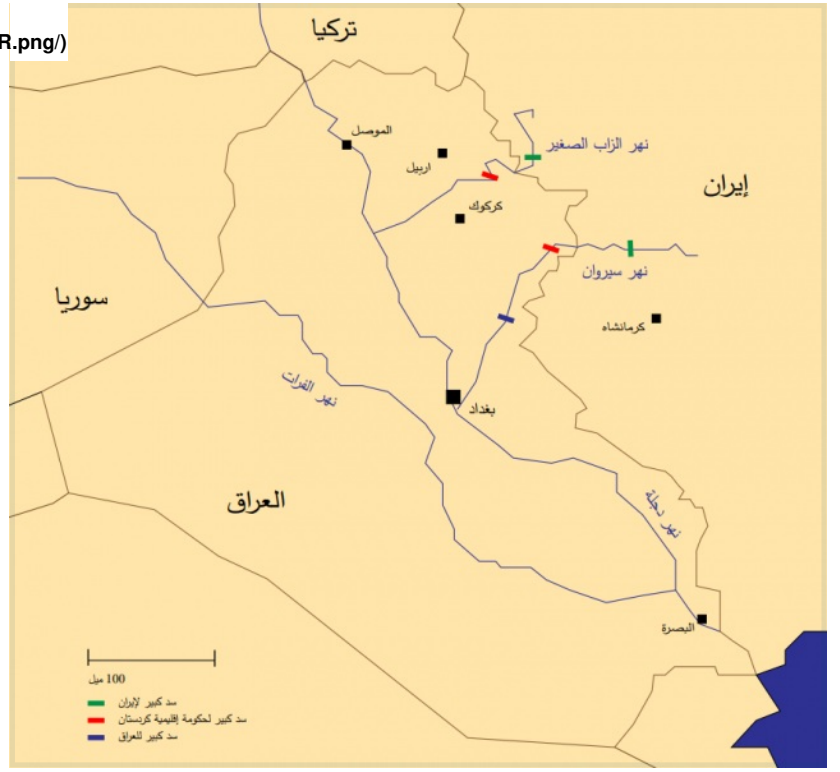 R.png/)
تركيا
الموصل
اربيل
نهر الزاب الصغير
إيران
كركوك
نهر سيروان
سوريا
كرمانشاه
نهر الفرات
بغداد
العراق
نهر دجلة
البصرة
100 ميل
سد كبير لإيران
سد كبير لحكومة إقليمية كردستان
سد كبير للعراق